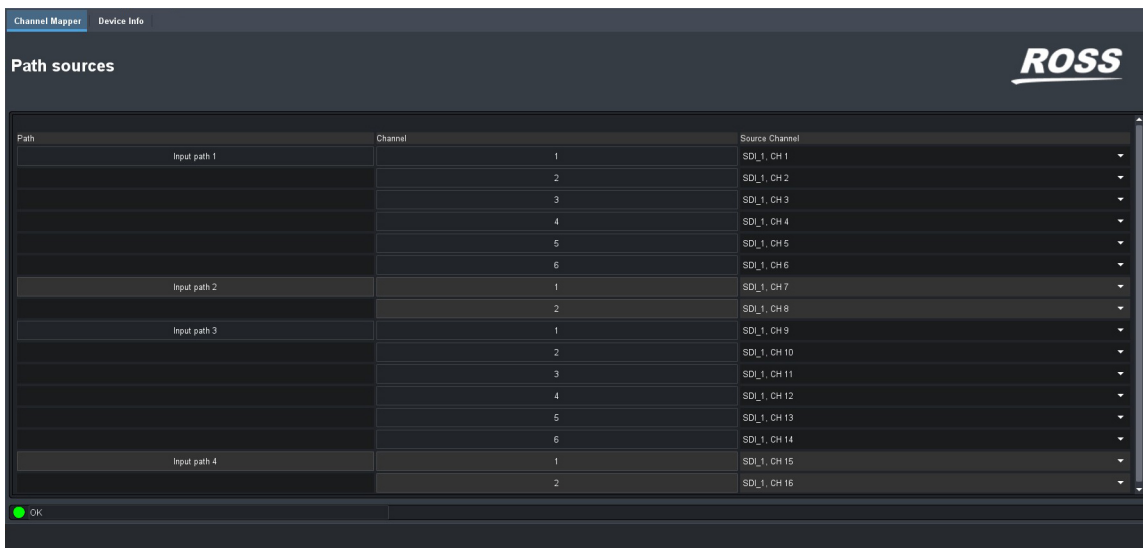 Channel Mapper Device Info
Path sources
ROSS
Path Channel Source Channel
Input path 1 1 SDI_1, CH 1
2 SDI_1, CH 2
3 SDI_1, CH 3
4 SDI_1, CH 4
5 SDI_1, CH 5
6 SDI_1, CH 6
Input path 2 1 SDI_1, CH 7
2 SDI_1, CH 8
Input path 3 1 SDI_1, CH 9
2 SDI_1, CH 10
3 SDI_1, CH 11
4 SDI_1, CH 12
5 SDI_1, CH 13
6 SDI_1, CH 14
Input path 4 1 SDI_1, CH 15
2 SDI_1, CH 16
OK